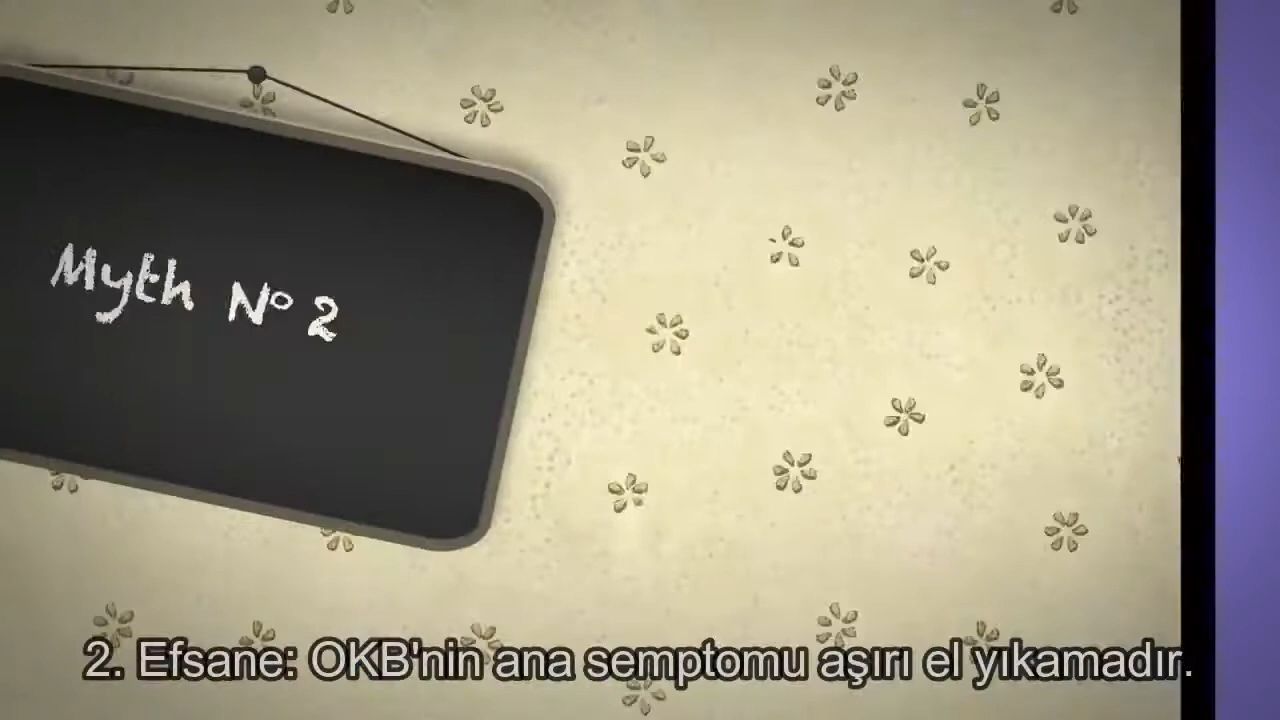 Myth Nº 2
2. Efsane: OKB'nin ana semptomu aşırı el yıkamadır.